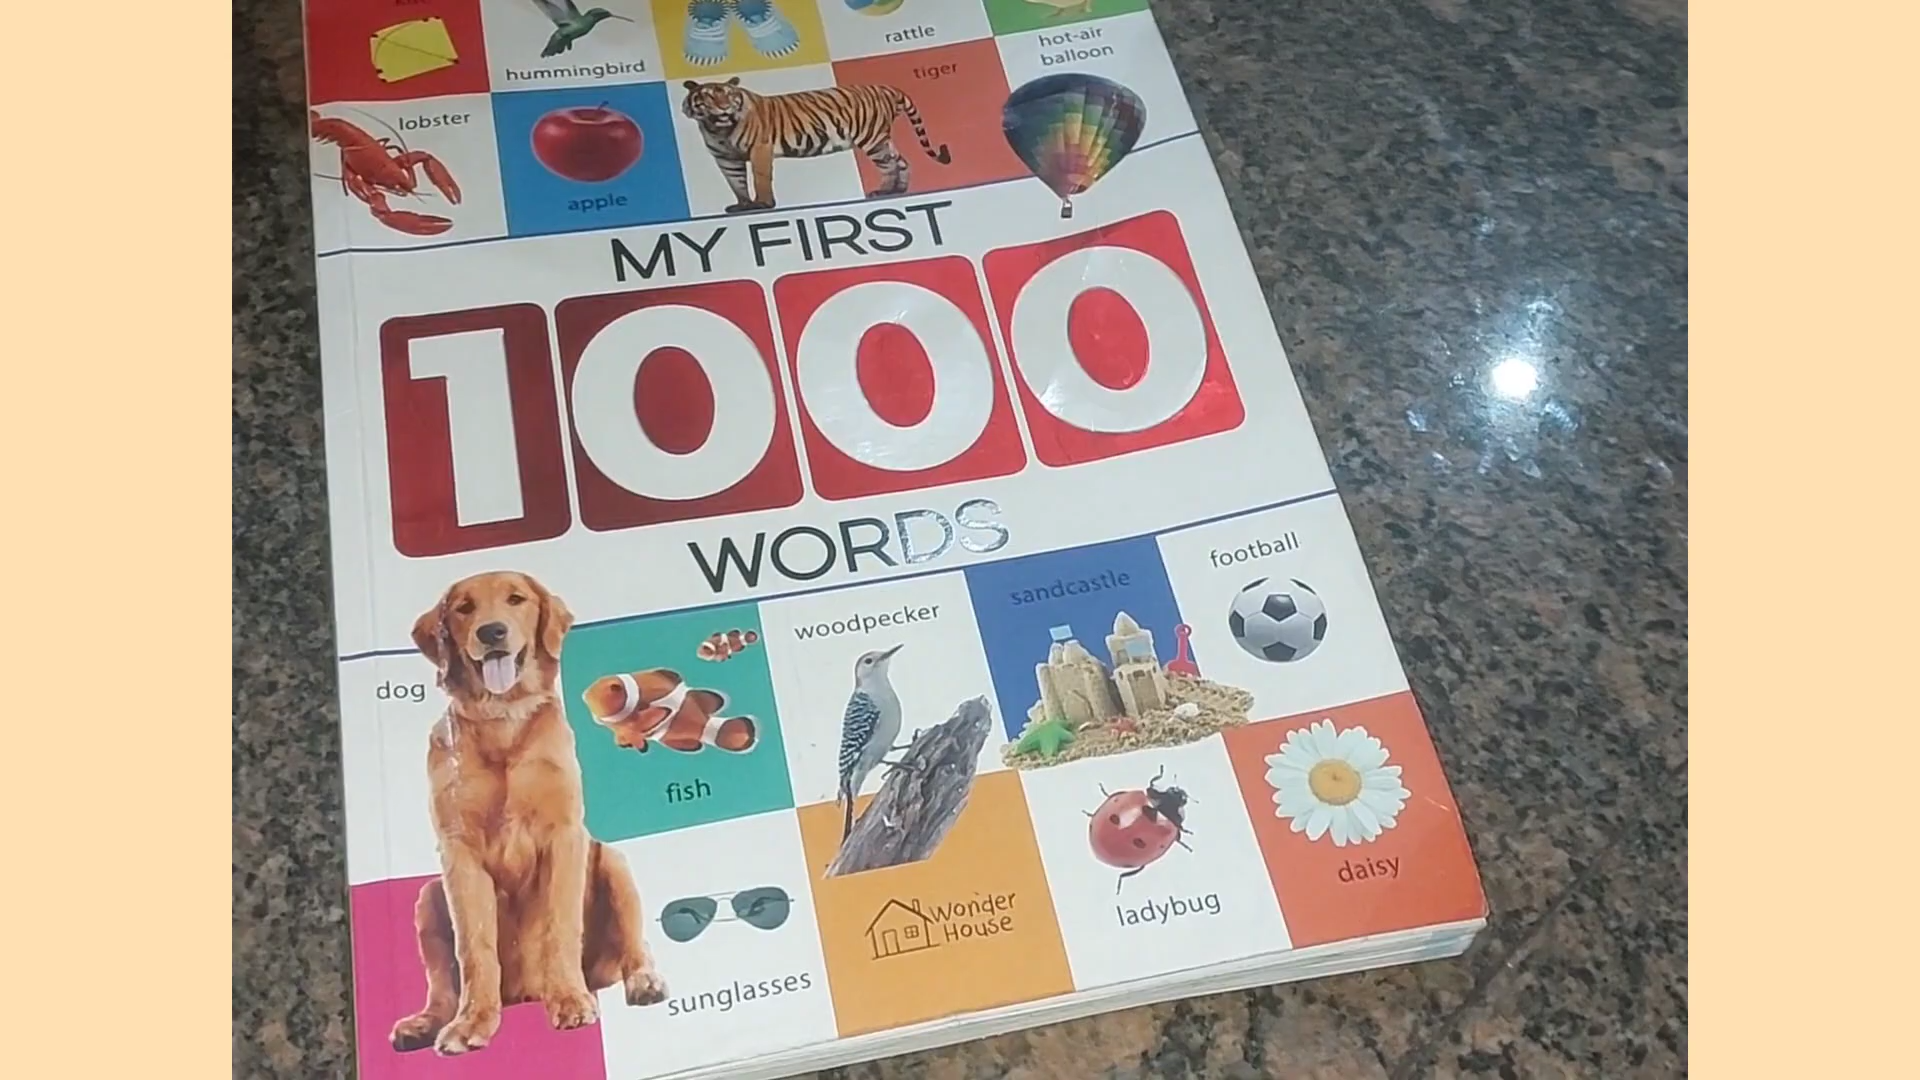 hummingbird
rattle
hot-air
balloon
lobster
apple
tiger
MY FIRST
1000
WORDS
dog
fish
woodpecker
sandcastle
football
sunglasses
Wonder
House
ladybug
daisy